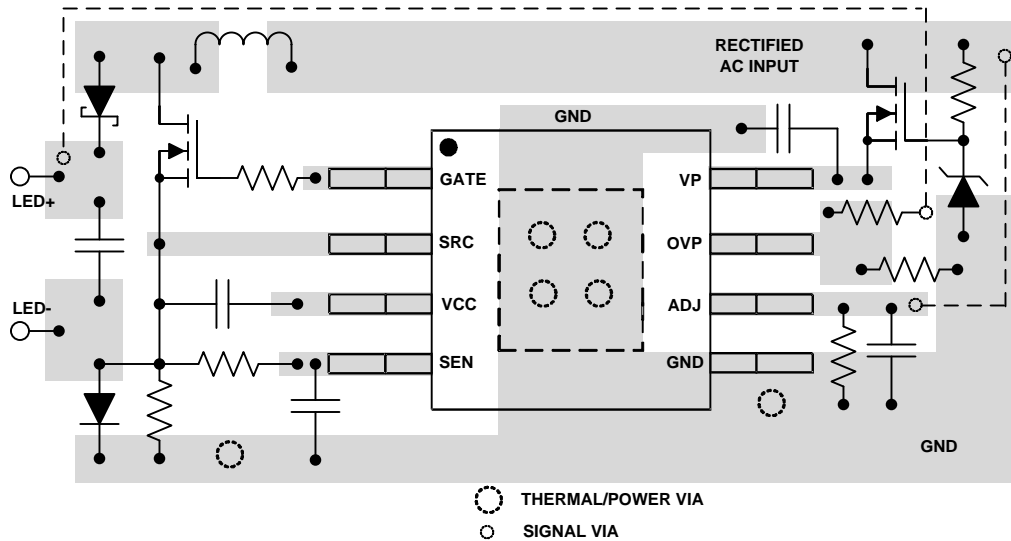 RECTIFIED
AC INPUT
GND
LED+
LED-
GATE
SRC
VCC
SEN
VP
OVP
ADJ
GND
GND
THERMAL/POWER VIA
SIGNAL VIA